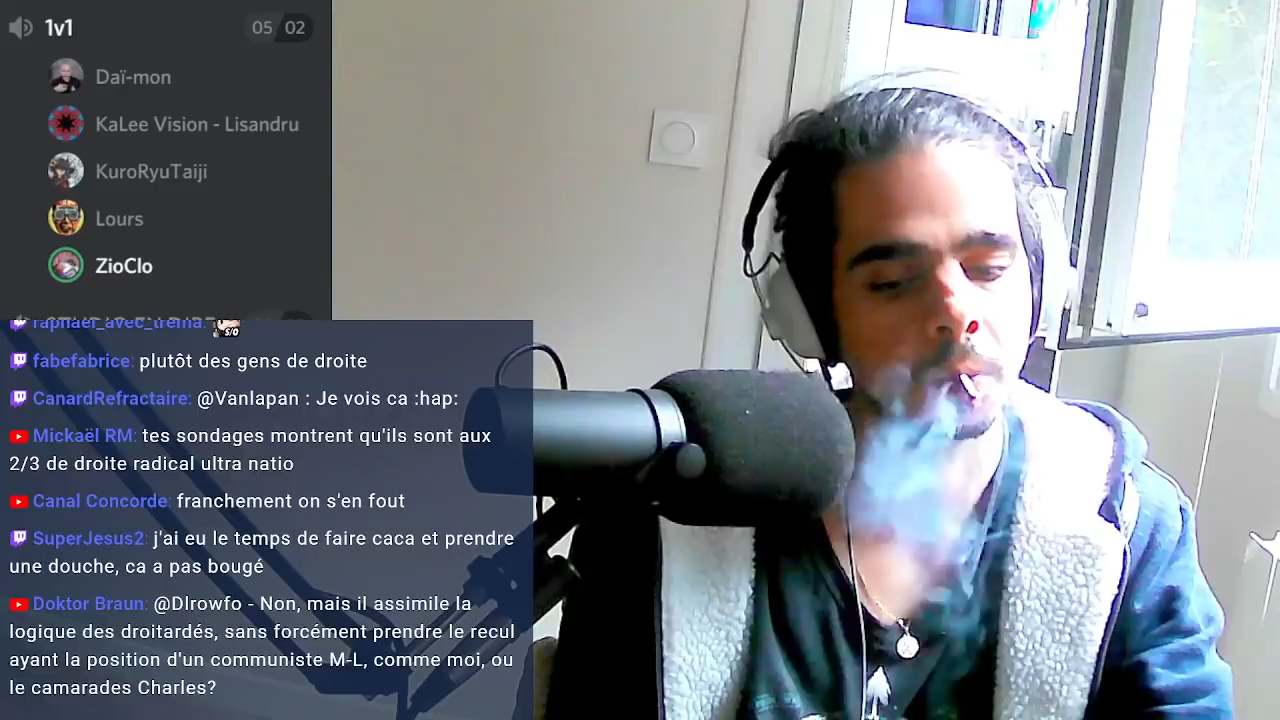 1v1
05 02
Daï-mon
KaLee Vision - Lisandru
KuroRyuTaiji
Lours
ZioClo
raphael_avec_trema:
fabefabrice: plutôt des gens de droite
CanardRefractaire: @Vanlapan : Je vois ca :hap:
Mickaël RM: tes sondages montrent qu'ils sont aux
2/3 de droite radical ultra natio
Canal Concorde: franchement on s'en fout
SuperJesus2: j'ai eu le temps de faire caca et prendre
une douche, ca a pas bougé
Doktor Braun: @Dlrowfo - Non, mais il assimile la
logique des droitardés, sans forcément prendre le recul
ayant la position d'un communiste M-L, comme moi, ou
le camarades Charles?